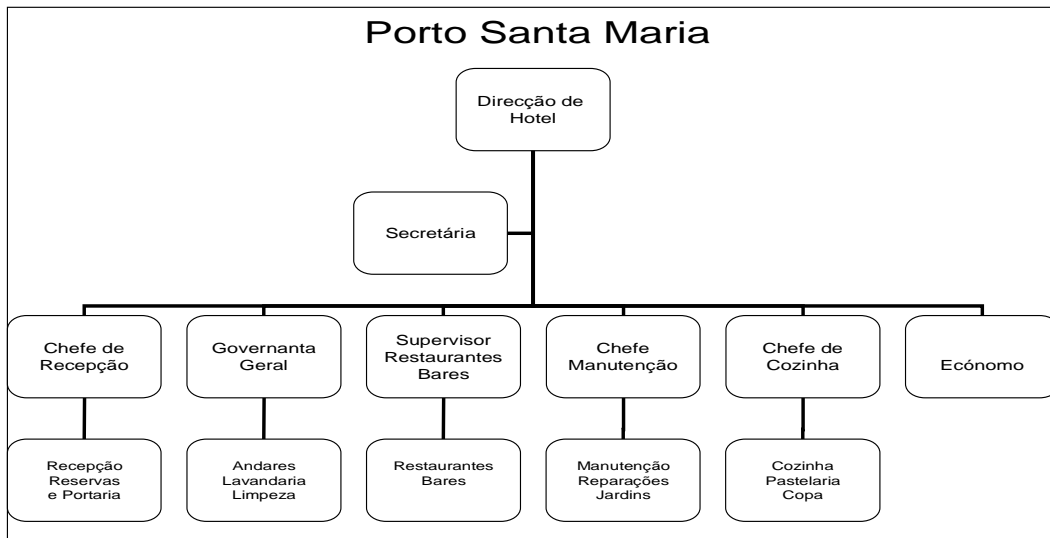 Porto Santa Maria
Direcção de
Hotel
Secretária
Chefe de
Recepção
Governanta
Geral
Supervisor
Restaurantes
Bares
Chefe
Manutenção
Chefe de
Cozinha
Ecónomo
Recepção
Reservas
e Portaria
Andares
Lavandaria
Limpeza
Restaurantes
Bares
Manutenção
Reparações
Jardins
Cozinha
Pastelaria
Copa